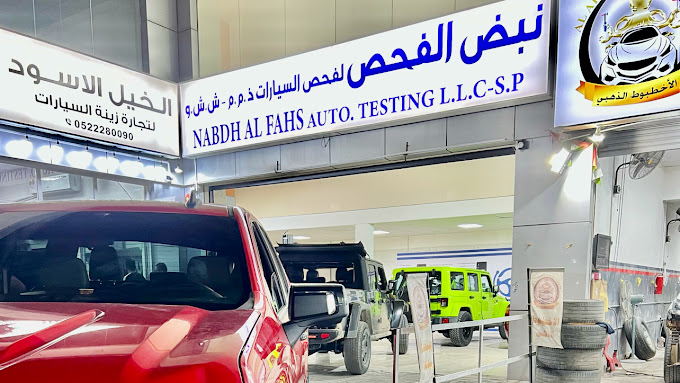 الخيل الاسود
لتجارة زينة السيارات
0522280090
نبض الفحص لفحص السيارات ذ.م.م - ش.ش.و
NABDH AL FAHS AUTO. TESTING L.L.C-S.P
الأخطبوط الذهبي